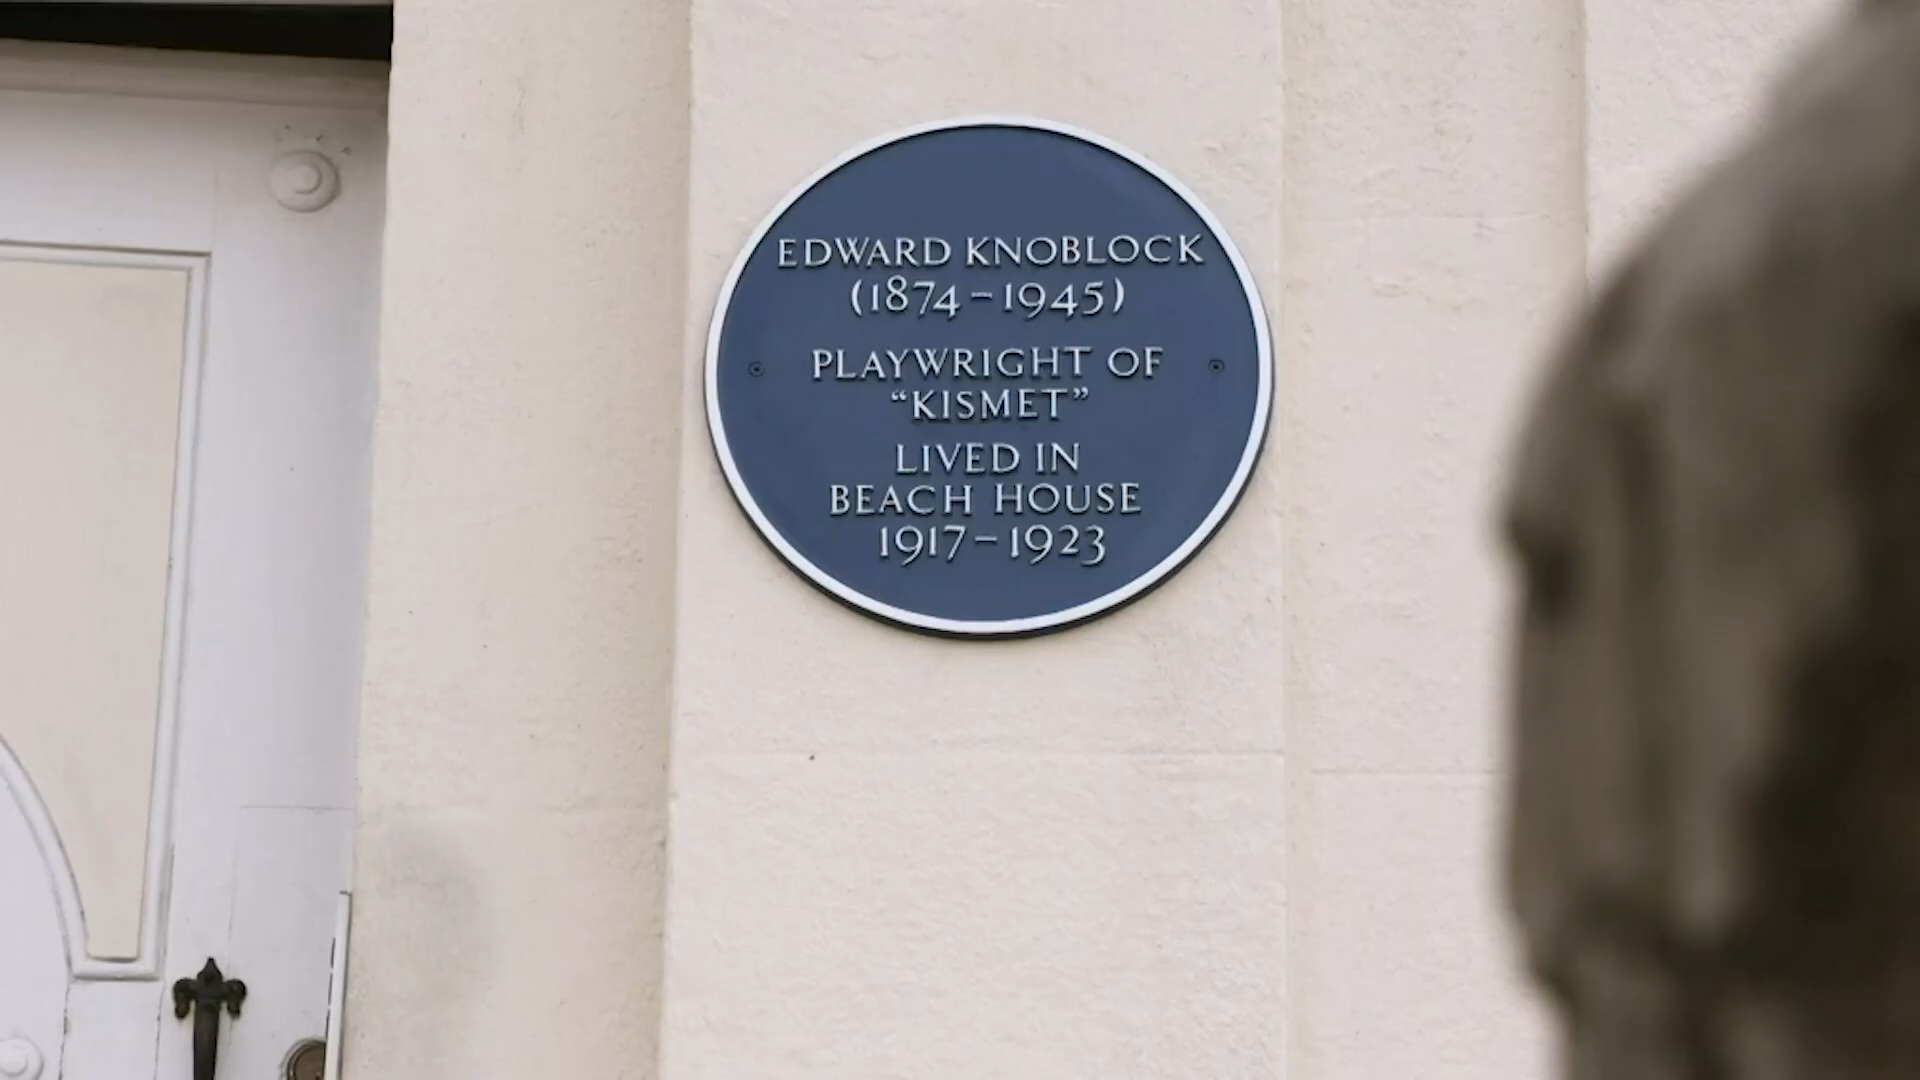 EDWARD KNOBLOCK
(1874–1945)
PLAYWRIGHT OF
“KISMET”
LIVED IN
BEACH HOUSE
1917–1923